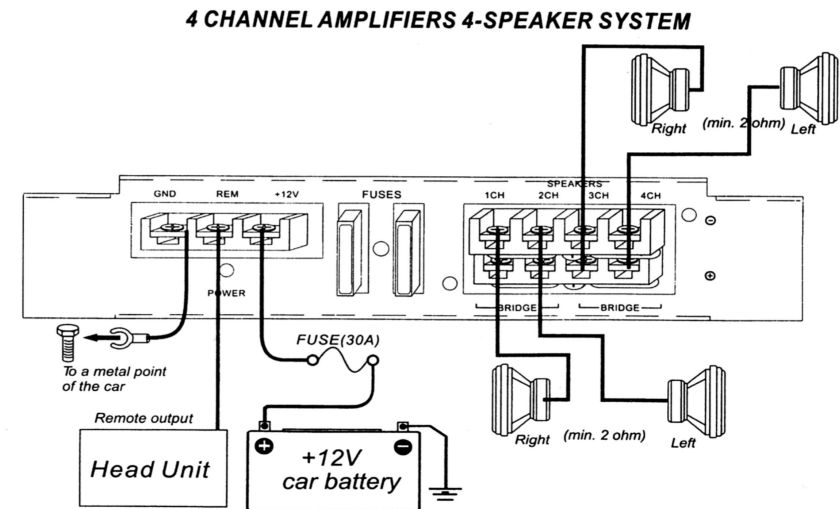 4 CHANNEL AMPLIFIERS 4-SPEAKER SYSTEM
Right (min. 2 ohm) Left
GND REM +12V
FUSES
SPEAKERS
1CH 2CH 3CH 4CH
POWER
BRIDGE BRIDGE
To a metal point
of the car
FUSE(30A)
Remote output
Head Unit
+12V
car battery
Right (min. 2 ohm) Left